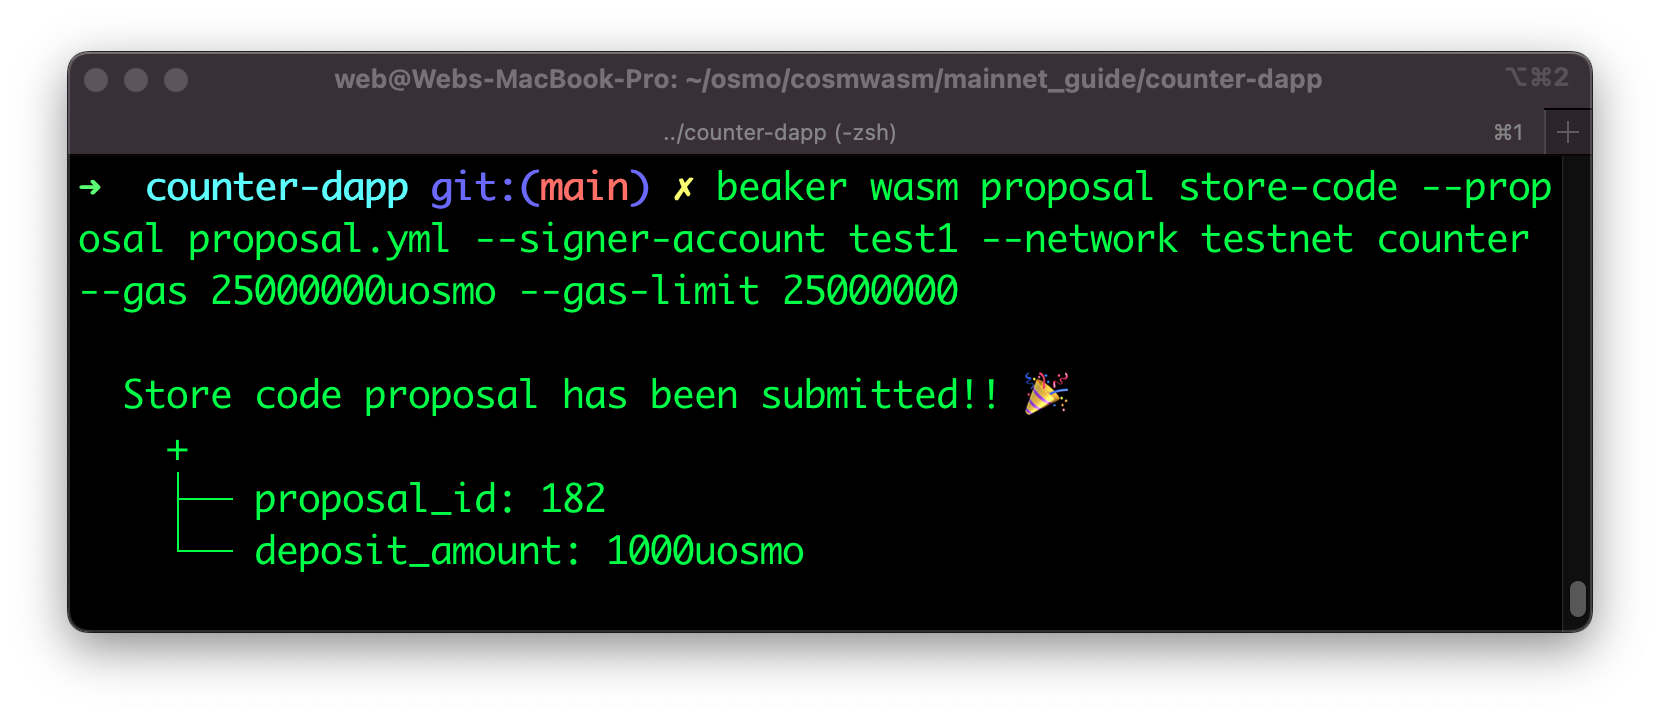 web@Webs-MacBook-Pro: ~/osmo/cosmwasm/mainnet_guide/counter-dapp ⌥⌘2
../counter-dapp (-zsh) ⌘1 +
➜ counter-dapp git:(main) ✗ beaker wasm proposal store-code --prop
osal proposal.yml --signer-account test1 --network testnet counter
--gas 25000000uosmo --gas-limit 25000000
Store code proposal has been submitted!! 🎉
+
├── proposal_id: 182
└── deposit_amount: 1000uosmo